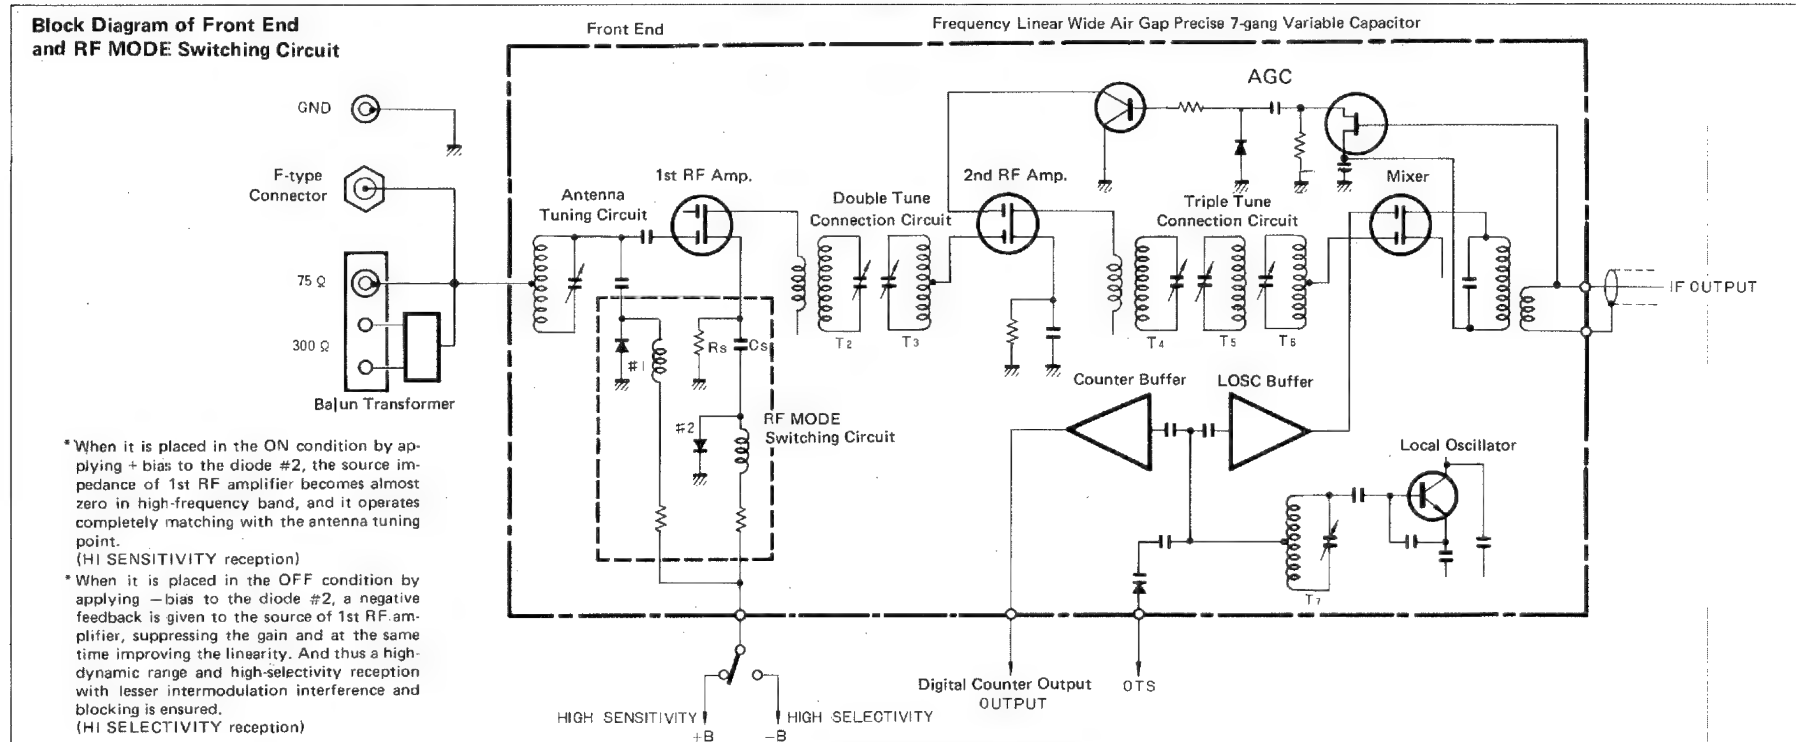 Block Diagram of Front End
and RF MODE Switching Circuit
Front End
Frequency Linear Wide Air Gap Precise 7-gang Variable Capacitor
GND
F-type
Connector
75 Ω
300 Ω
Balun Transformer
Antenna
Tuning Circuit
1st RF Amp.
Double Tune
Connection Circuit
2nd RF Amp.
AGC
Triple Tune
Connection Circuit
Mixer
IF OUTPUT
T2
T3
T4
T5
T6
#1
Rs
Cs
#2
RF MODE
Switching Circuit
Counter Buffer
LOSC Buffer
Local Oscillator
T7
*When it is placed in the ON condition by ap-
plying + bias to the diode #2, the source im-
pedance of 1st RF amplifier becomes almost
zero in high-frequency band, and it operates
completely matching with the antenna tuning
point.
(HI SENSITIVITY reception)
*When it is placed in the OFF condition by
applying —bias to the diode #2, a negative
feedback is given to the source of 1st RF am-
plifier, suppressing the gain and at the same
time improving the linearity. And thus a high-
dynamic range and high-selectivity reception
with lesser intermodulation interference and
blocking is ensured.
(HI SELECTIVITY reception)
HIGH SENSITIVITY
+B
HIGH SELECTIVITY
−B
Digital Counter Output
OUTPUT
OTS